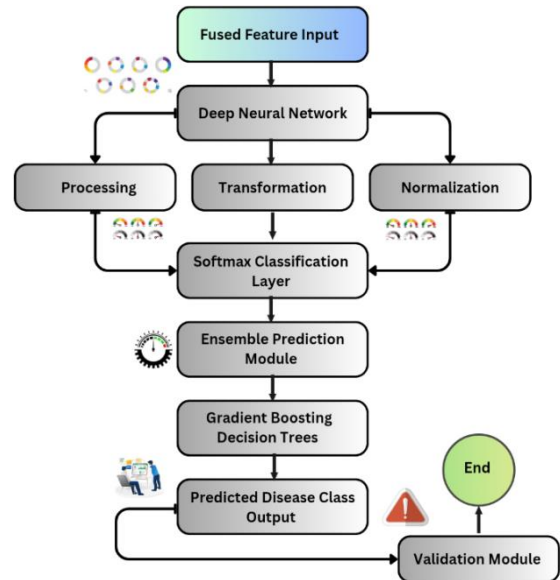 Fused Feature Input
Deep Neural Network
Processing
Transformation
Normalization
Softmax Classification
Layer
Ensemble Prediction
Module
Gradient Boosting
Decision Trees
End
Predicted Disease Class
Output
Validation Module